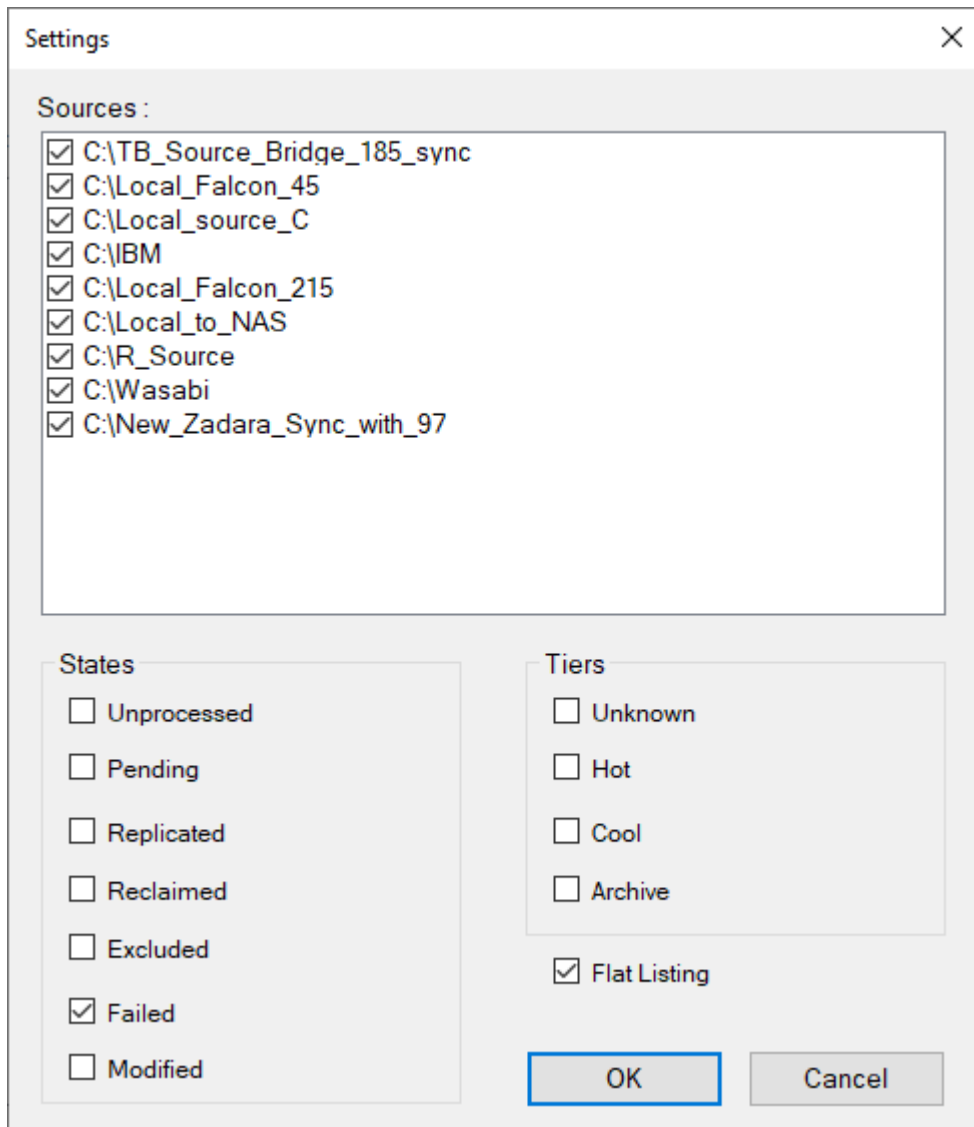 Settings
Sources :
C:\TB_Source_Bridge_185_sync
C:\Local_Falcon_45
C:\Local_source_C
C:\IBM
C:\Local_Falcon_215
C:\Local_to_NAS
C:\R_Source
C:\Wasabi
C:\New_Zadara_Sync_with_97
States
Unprocessed
Pending
Replicated
Reclaimed
Excluded
Failed
Modified
Tiers
Unknown
Hot
Cool
Archive
Flat Listing
OK
Cancel